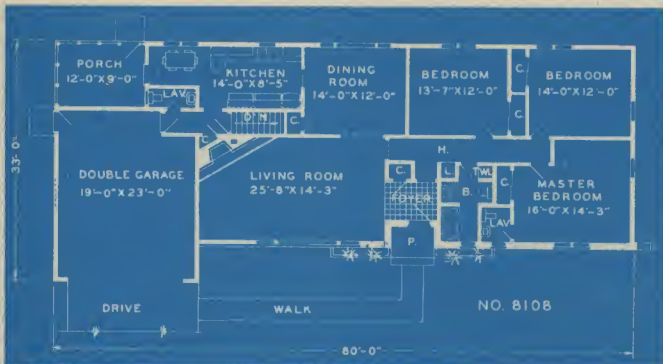 PORCH
12'-0"X9'-0"
KITCHEN
14'-0"X8'-5"
LAV.
D'N
C.
C.
DINING
ROOM
14'-0"X12'-0"
BEDROOM
13'-7"X12'-0"
C.
C.
BEDROOM
14'-0"X12'-0"
33'-0"
DOUBLE GARAGE
19'-0"X23'-0"
LIVING ROOM
25'-8"X14'-3"
H.
C.
L.
TWL
B.
C.
FOYER
MASTER
BEDROOM
16'-0"X14'-3"
LAV.
P.
DRIVE
WALK
NO. 8108
80'-0"